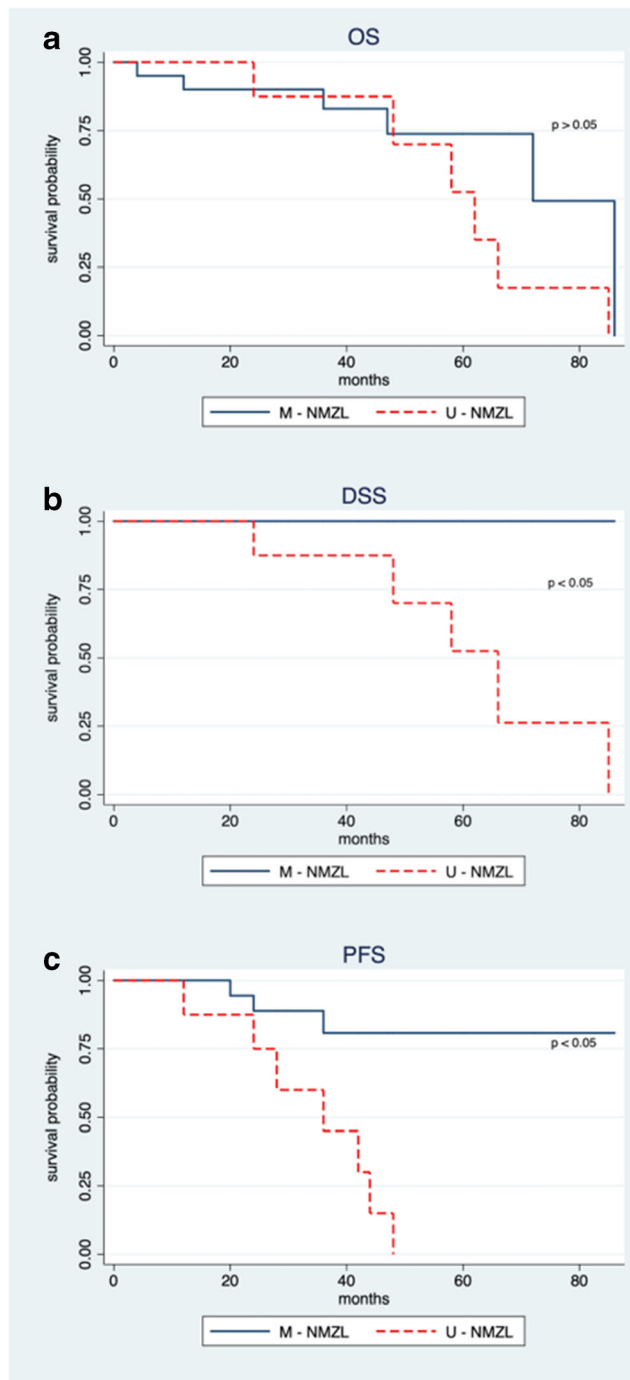 a
OS
survival probability
1.00
0.75
0.50
0.25
0.00
p > 0.05
0 20 40 60 80
months
M - NMZL U - NMZL
b
DSS
survival probability
1.00
0.75
0.50
0.25
0.00
p < 0.05
0 20 40 60 80
months
M - NMZL U - NMZL
c
PFS
survival probability
1.00
0.75
0.50
0.25
0.00
p < 0.05
0 20 40 60 80
months
M - NMZL U - NMZL